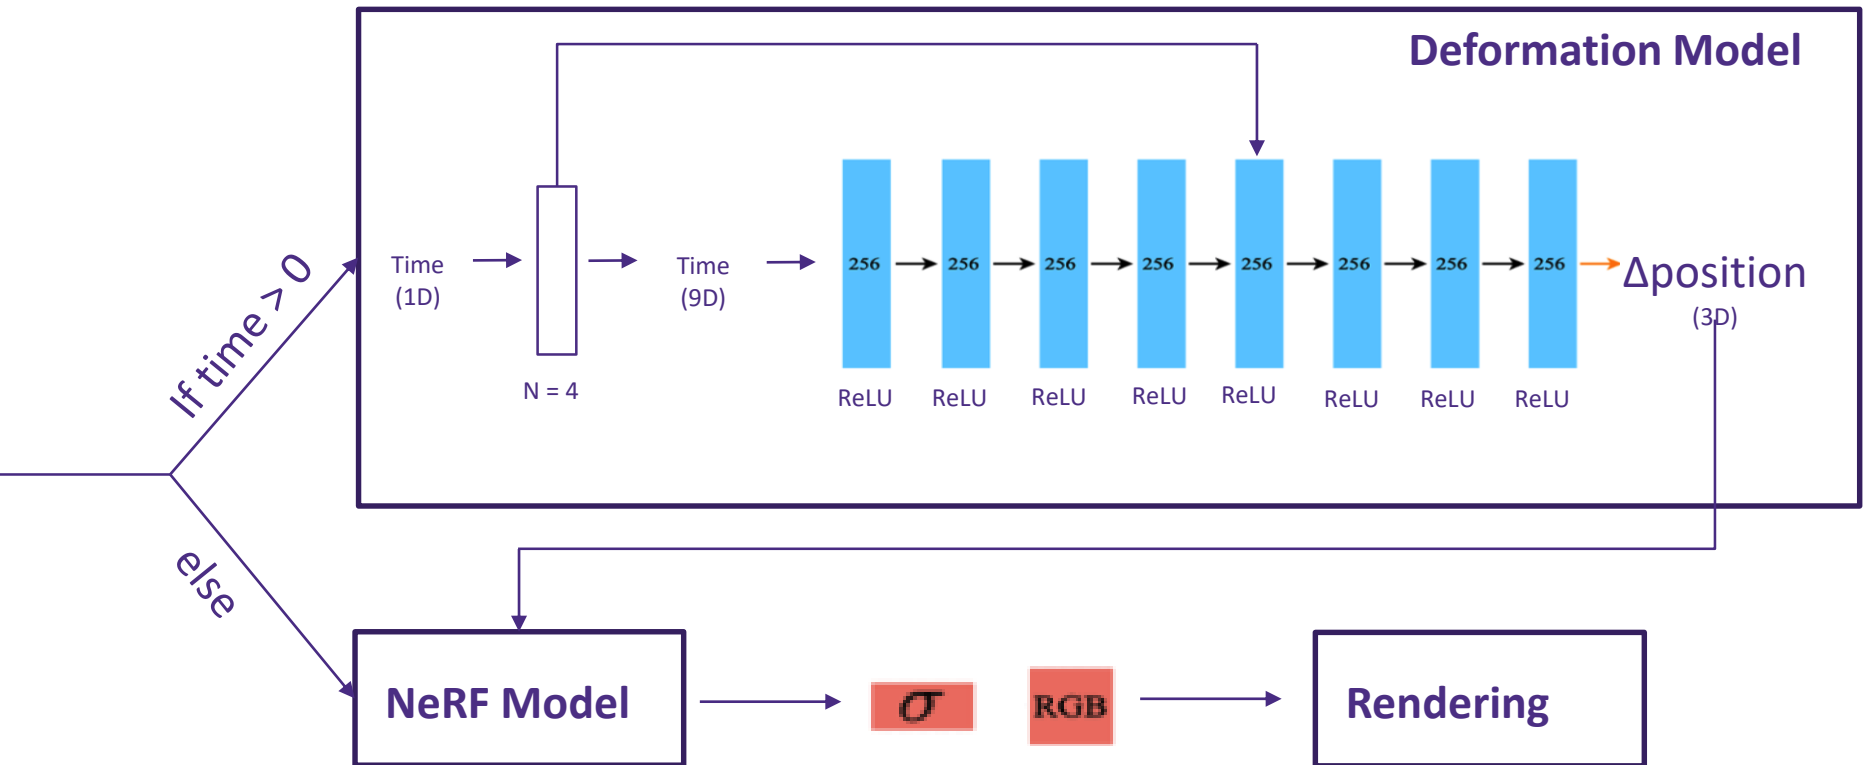 Deformation Model
If time > 0
Time
(1D)
N = 4
Time
(9D)
256 256 256 256 256 256 256 256
ReLU ReLU ReLU ReLU ReLU ReLU ReLU ReLU
Δposition
(3D)
else
NeRF Model
σ
RGB
Rendering